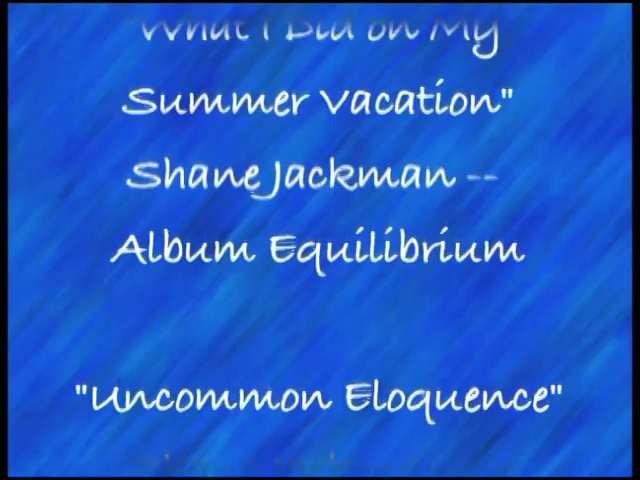 "What I Did on My
Summer Vacation"
Shane Jackman --
Album Equilibrium
"Uncommon Eloquence"